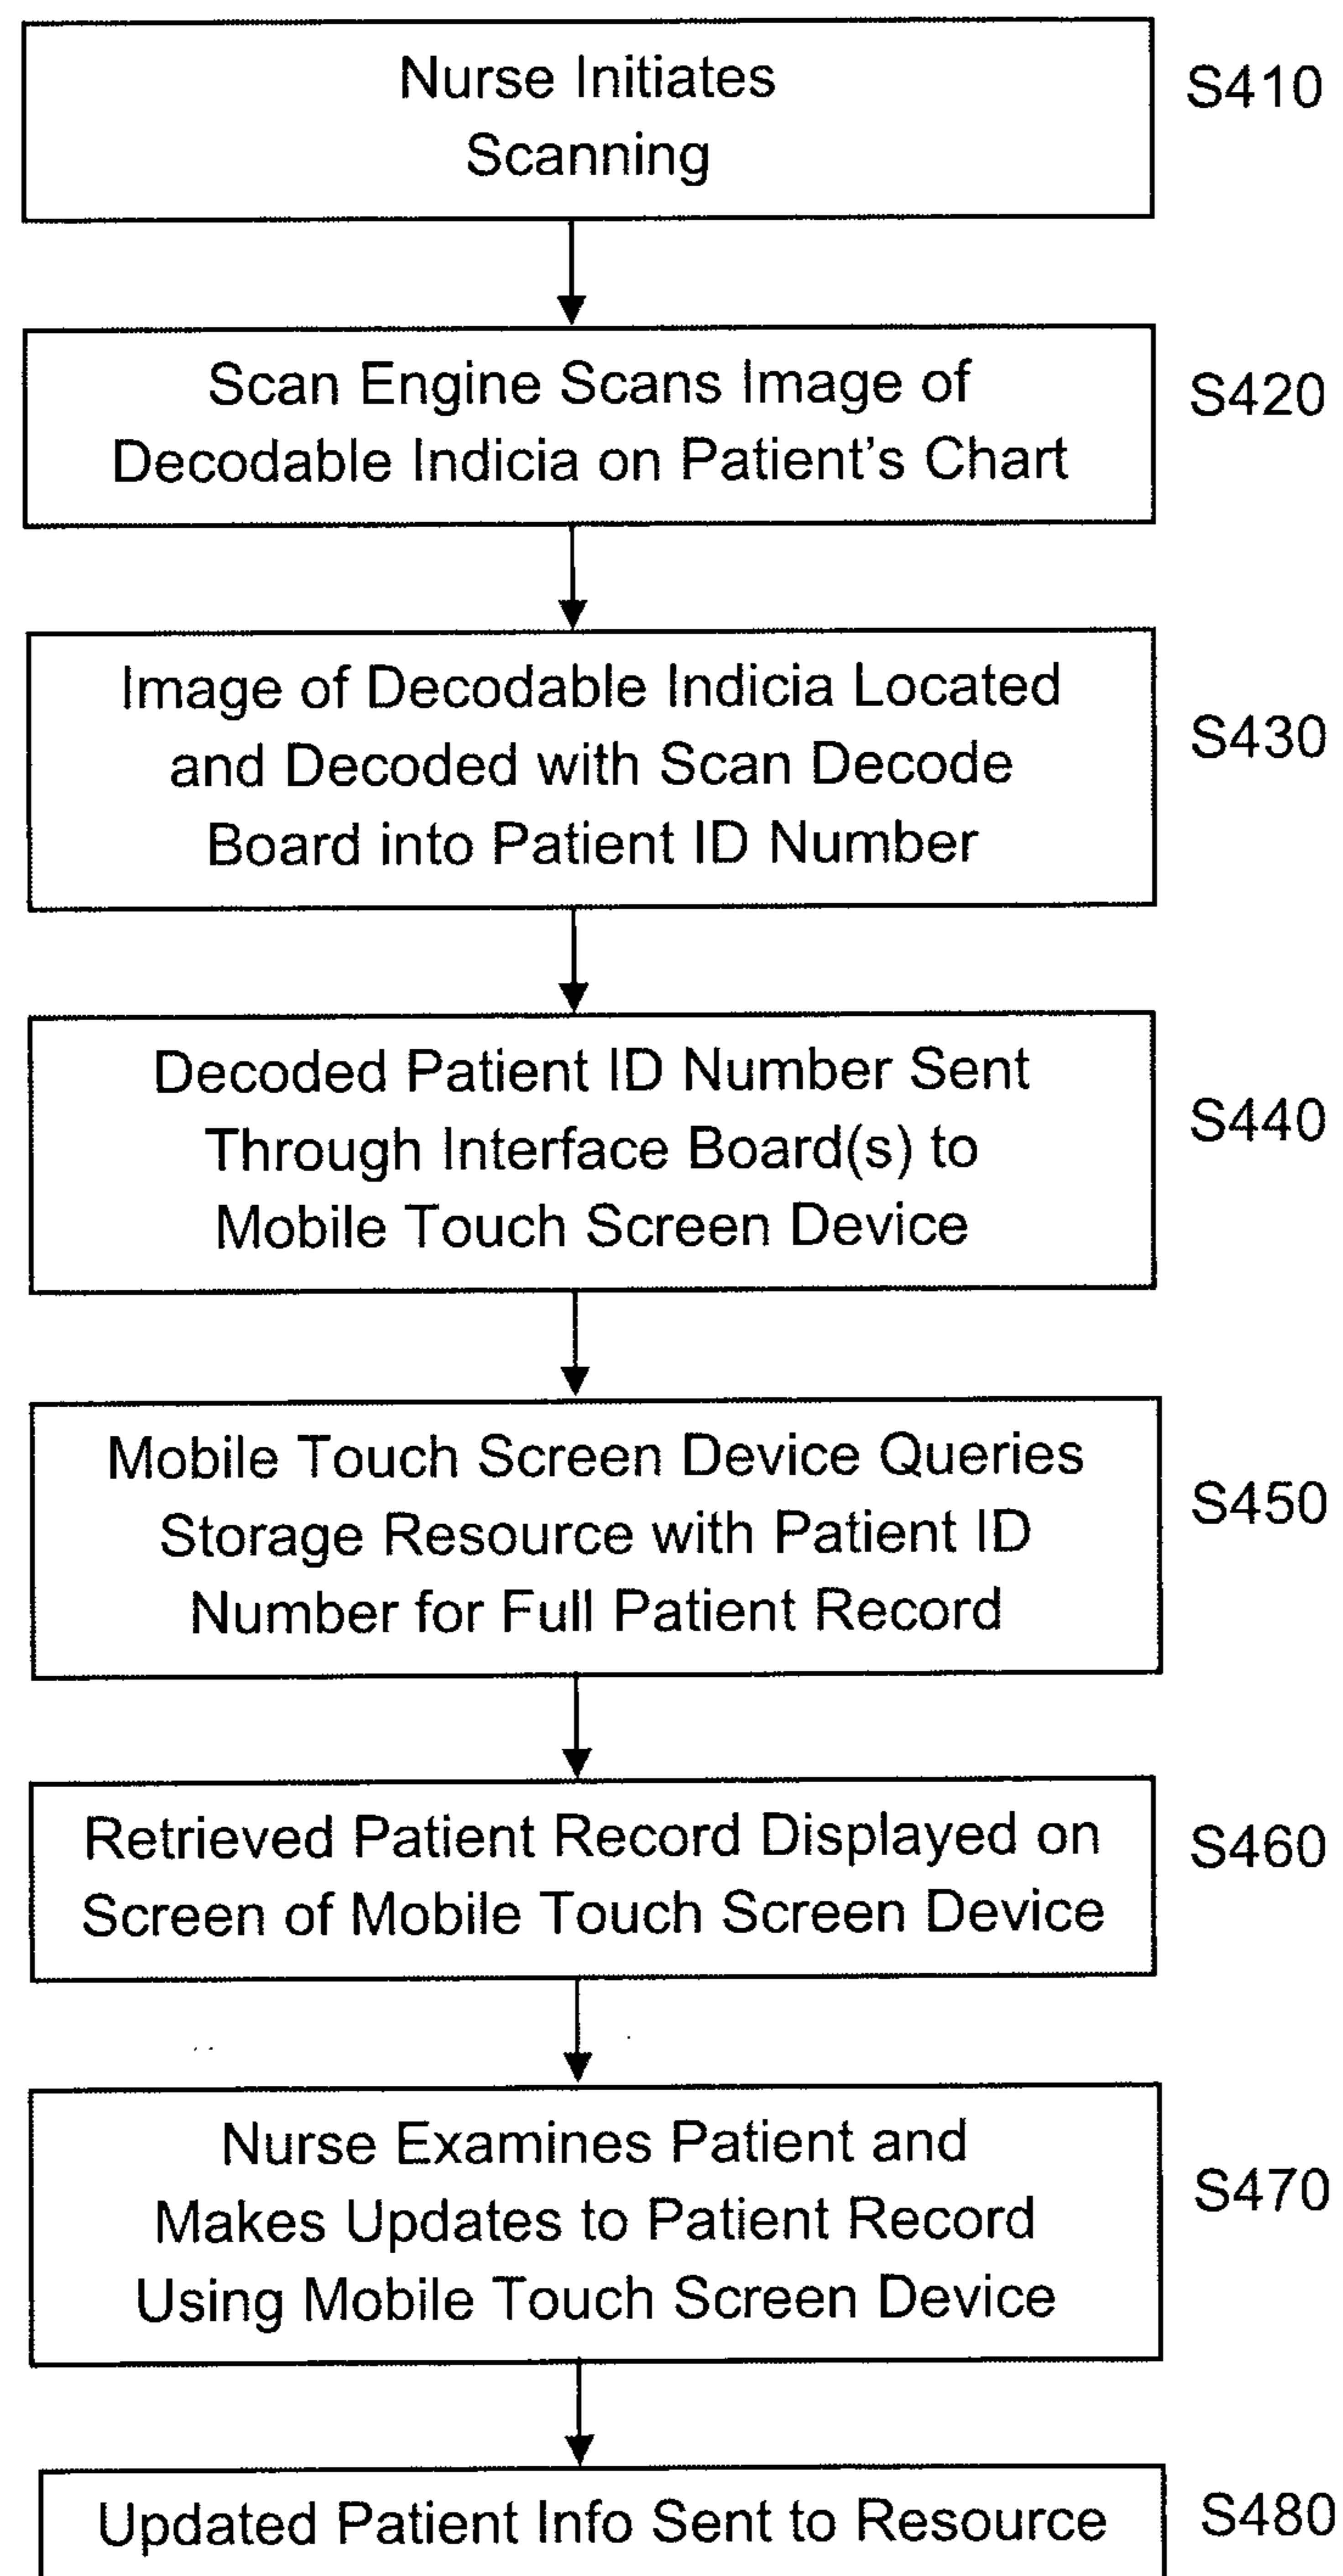 Nurse Initiates
Scanning
S410
Scan Engine Scans Image of
Decodable Indicia on Patient's Chart
S420
Image of Decodable Indicia Located
and Decoded with Scan Decode
Board into Patient ID Number
S430
Decoded Patient ID Number Sent
Through Interface Board(s) to
Mobile Touch Screen Device
S440
Mobile Touch Screen Device Queries
Storage Resource with Patient ID
Number for Full Patient Record
S450
Retrieved Patient Record Displayed on
Screen of Mobile Touch Screen Device
S460
Nurse Examines Patient and
Makes Updates to Patient Record
Using Mobile Touch Screen Device
S470
Updated Patient Info Sent to Resource
S480